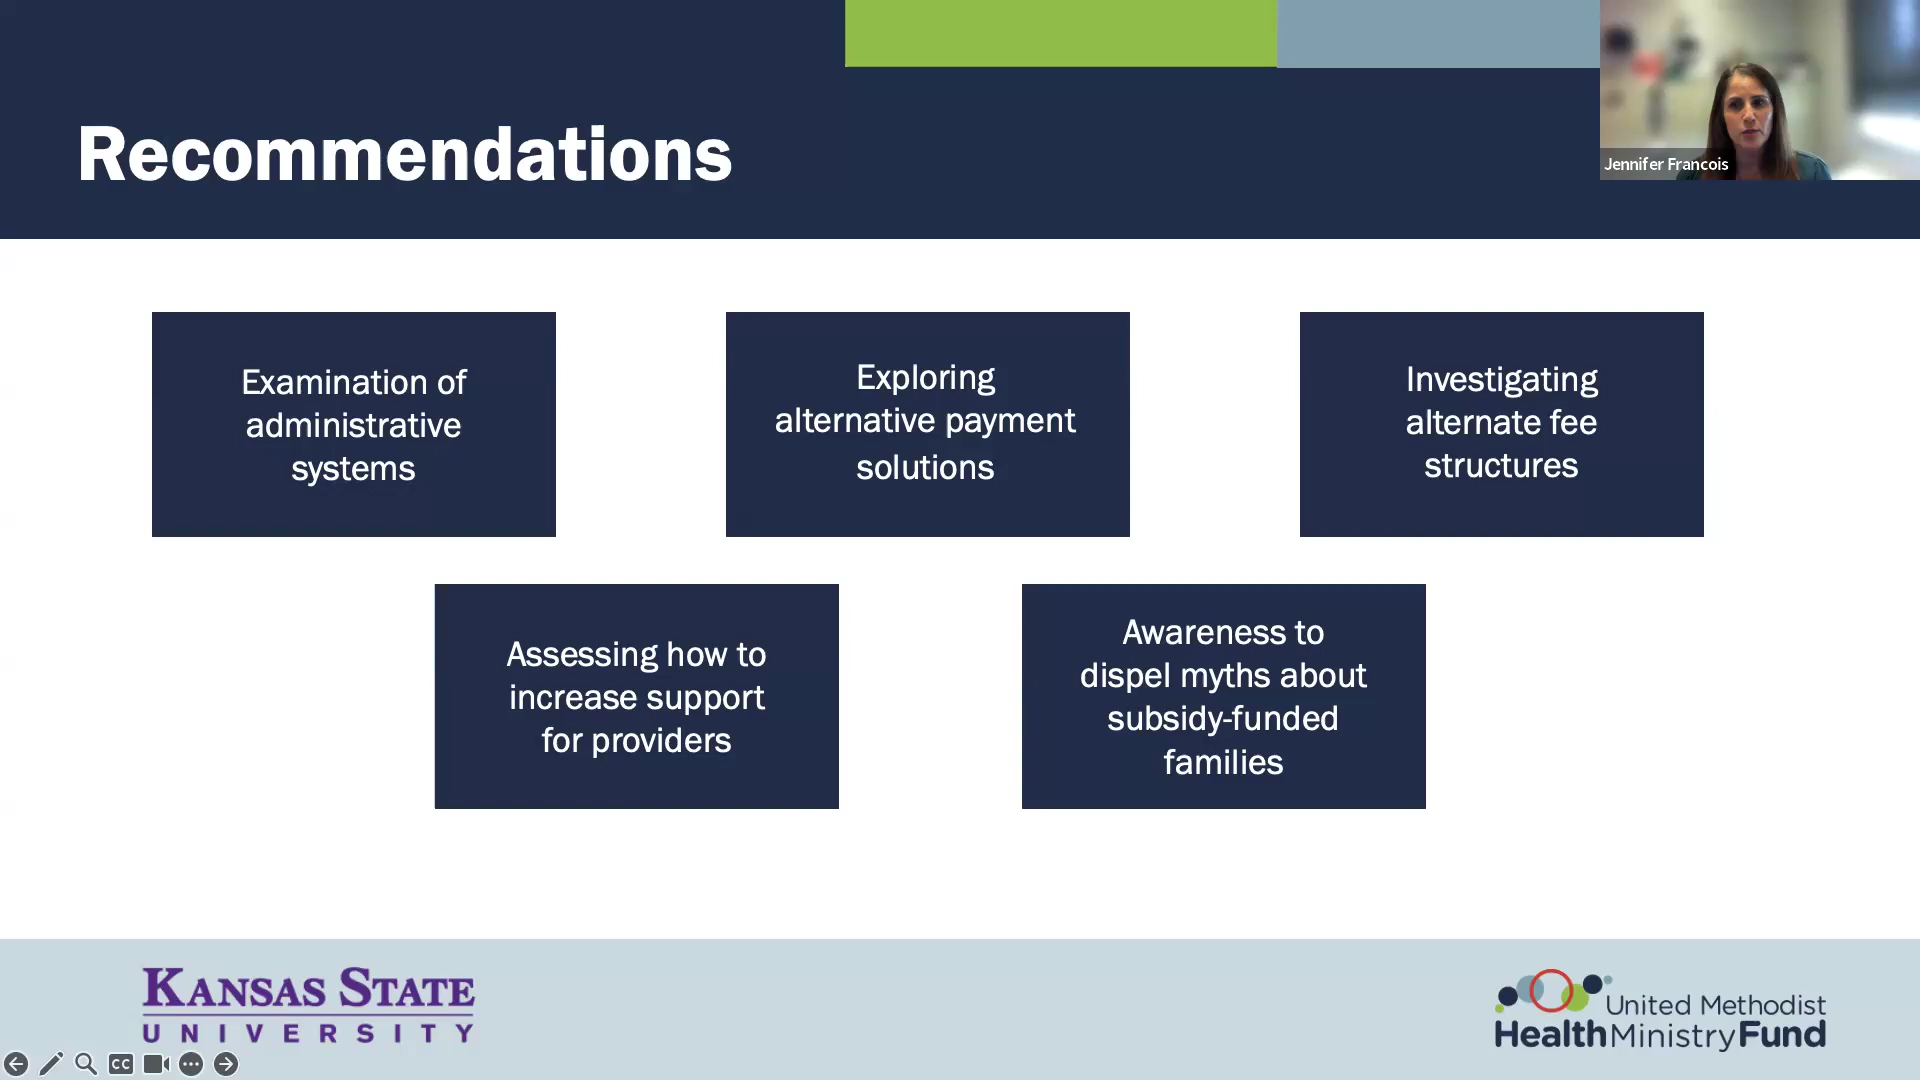 Recommendations
Jennifer Francois
Examination of
administrative
systems
Exploring
alternative payment
solutions
Investigating
alternate fee
structures
Assessing how to
increase support
for providers
Awareness to
dispel myths about
subsidy-funded
families
KANSAS STATE
UNIVERSITY
United Methodist
HealthMinistryFund
CC